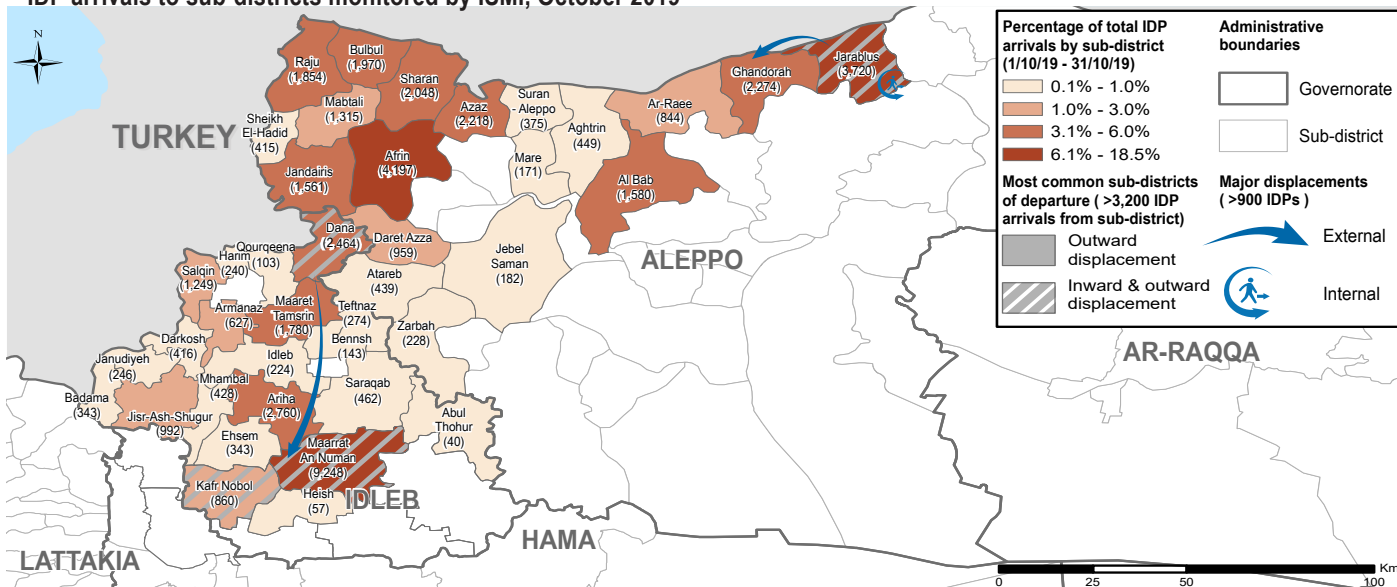 IDP arrivals to sub-districts monitored by ISMI, October 2019
N
TURKEY
Raju
(1,854)
Bulbul
(1,970)
Sharan
(2,048)
Mabtali
(1,315)
Sheikh
El-Hadid
(415)
Azaz
(2,218)
Suran
- Aleppo
(375)
Aghtrin
(449)
Ar-Raee
(844)
Ghandorah
(2,274)
Jarablus
(3,720)
Afrin
(4,197)
Mare
(171)
Jandairis
(1,561)
Al Bab
(1,580)
Dana
(2,464)
Daret Azza
(959)
Jebel
Saman
(182)
ALEPPO
Qourqeena
(103)
Harim
(240)
Salqin
(1,249)
Atareb
(439)
Armanaz
(627)
Maaret
Tamsrin
(1,780)
Teftnaz
(274)
Zarbah
(228)
Darkosh
(416)
Bennsh
(143)
Janudiyeh
(246)
Idleb
(224)
Mhambal
(428)
Saraqab
(462)
Badama
(343)
Ariha
(2,760)
Jisr-Ash-Shugur
(992)
Abul
Thohur
(40)
Ehsem
(343)
Maarrat
An Numan
(9,248)
Kafr Nobol
(860)
Heish
(57)
IDLEB
HAMA
LATTAKIA
AR-RAQQA
Percentage of total IDP
arrivals by sub-district
(1/10/19 - 31/10/19)
0.1% - 1.0%
1.0% - 3.0%
3.1% - 6.0%
6.1% - 18.5%
Administrative
boundaries
Governorate
Sub-district
Most common sub-districts
of departure ( >3,200 IDP
arrivals from sub-district)
Outward
displacement
Inward & outward
displacement
Major displacements
( >900 IDPs )
External
Internal
Km
0 25 50 100